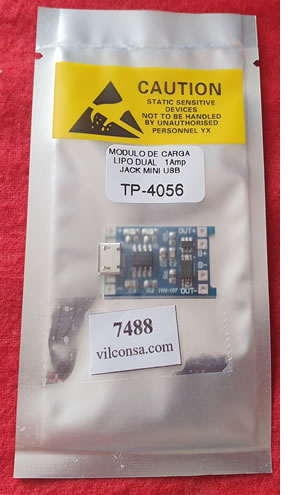 CAUTION
STATIC SENSITIVE
DEVICES
NOT TO BE HANDLED
BY UNAUTHORISED
PERSONNEL YX
MODULO DE CARGA
LIPO DUAL 1Amp
JACK MINI USB
TP-4056
OUT+
B+
B-
OUT-
7488
vilconsa.com